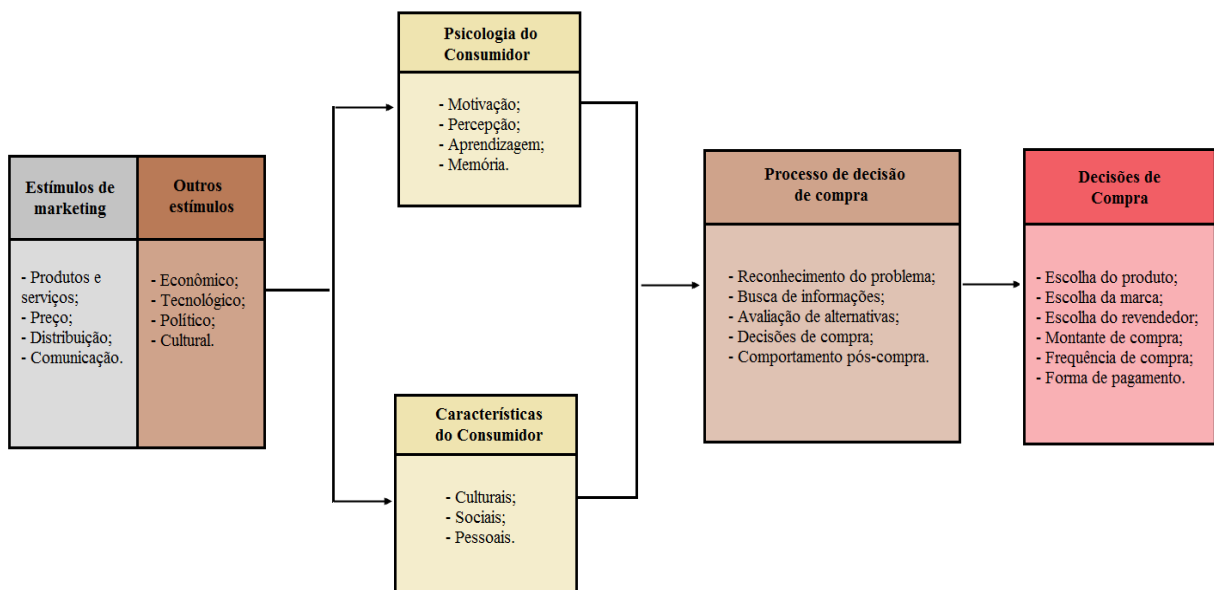 Estímulos de
marketing
- Produtos e
serviços;
- Preço;
- Distribuição;
- Comunicação.
Outros
estímulos
- Econômico;
- Tecnológico;
- Político;
- Cultural.
Psicologia do
Consumidor
- Motivação;
- Percepção;
- Aprendizagem;
- Memória.
Característícas
do Consumidor
- Culturais;
- Sociais;
- Pessoais.
Processo de decisão
de compra
- Reconhecimento do problema;
- Busca de informações;
- Avaliação de alternativas;
- Decisões de compra;
- Comportamento pós-compra.
Decisões de
Compra
- Escolha do produto;
- Escolha da marca;
- Escolha do revendedor;
- Montante de compra;
- Frequência de compra;
- Forma de pagamento.